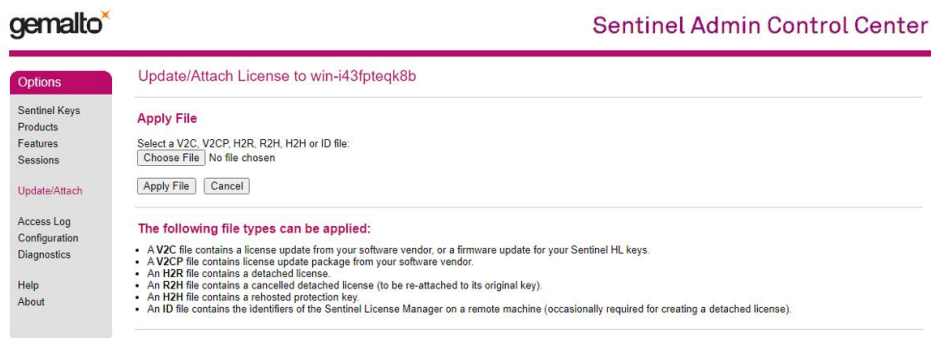 gemalto
Sentinel Admin Control Center
Options
Sentinel Keys
Products
Features
Sessions
Update/Attach
Access Log
Configuration
Diagnostics
Help
About
Update/Attach License to win-i43fpteqk8b
Apply File
Select a V2C, V2CP, H2R, R2H, H2H or ID file:
Choose File No file chosen
Apply File Cancel
The following file types can be applied:
• A V2C file contains a license update from your software vendor, or a firmware update for your Sentinel HL keys.
• A V2CP file contains license update package from your software vendor.
• An H2R file contains a detached license.
• An R2H file contains a cancelled detached license (to be re-attached to its original key).
• An H2H file contains a rehosted protection key.
• An ID file contains the identifiers of the Sentinel License Manager on a remote machine (occasionally required for creating a detached license).